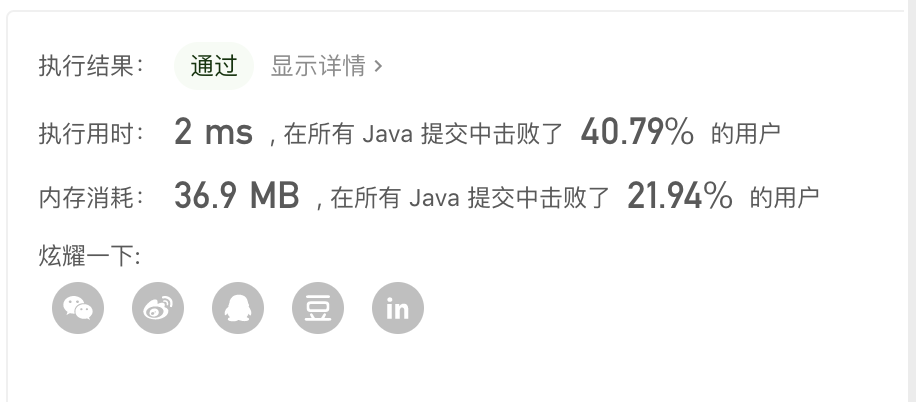 执行结果： 通过 显示详情 >
执行用时： 2 ms , 在所有 Java 提交中击败了 40.79% 的用户
内存消耗： 36.9 MB , 在所有 Java 提交中击败了 21.94% 的用户
炫耀一下:
豆 in